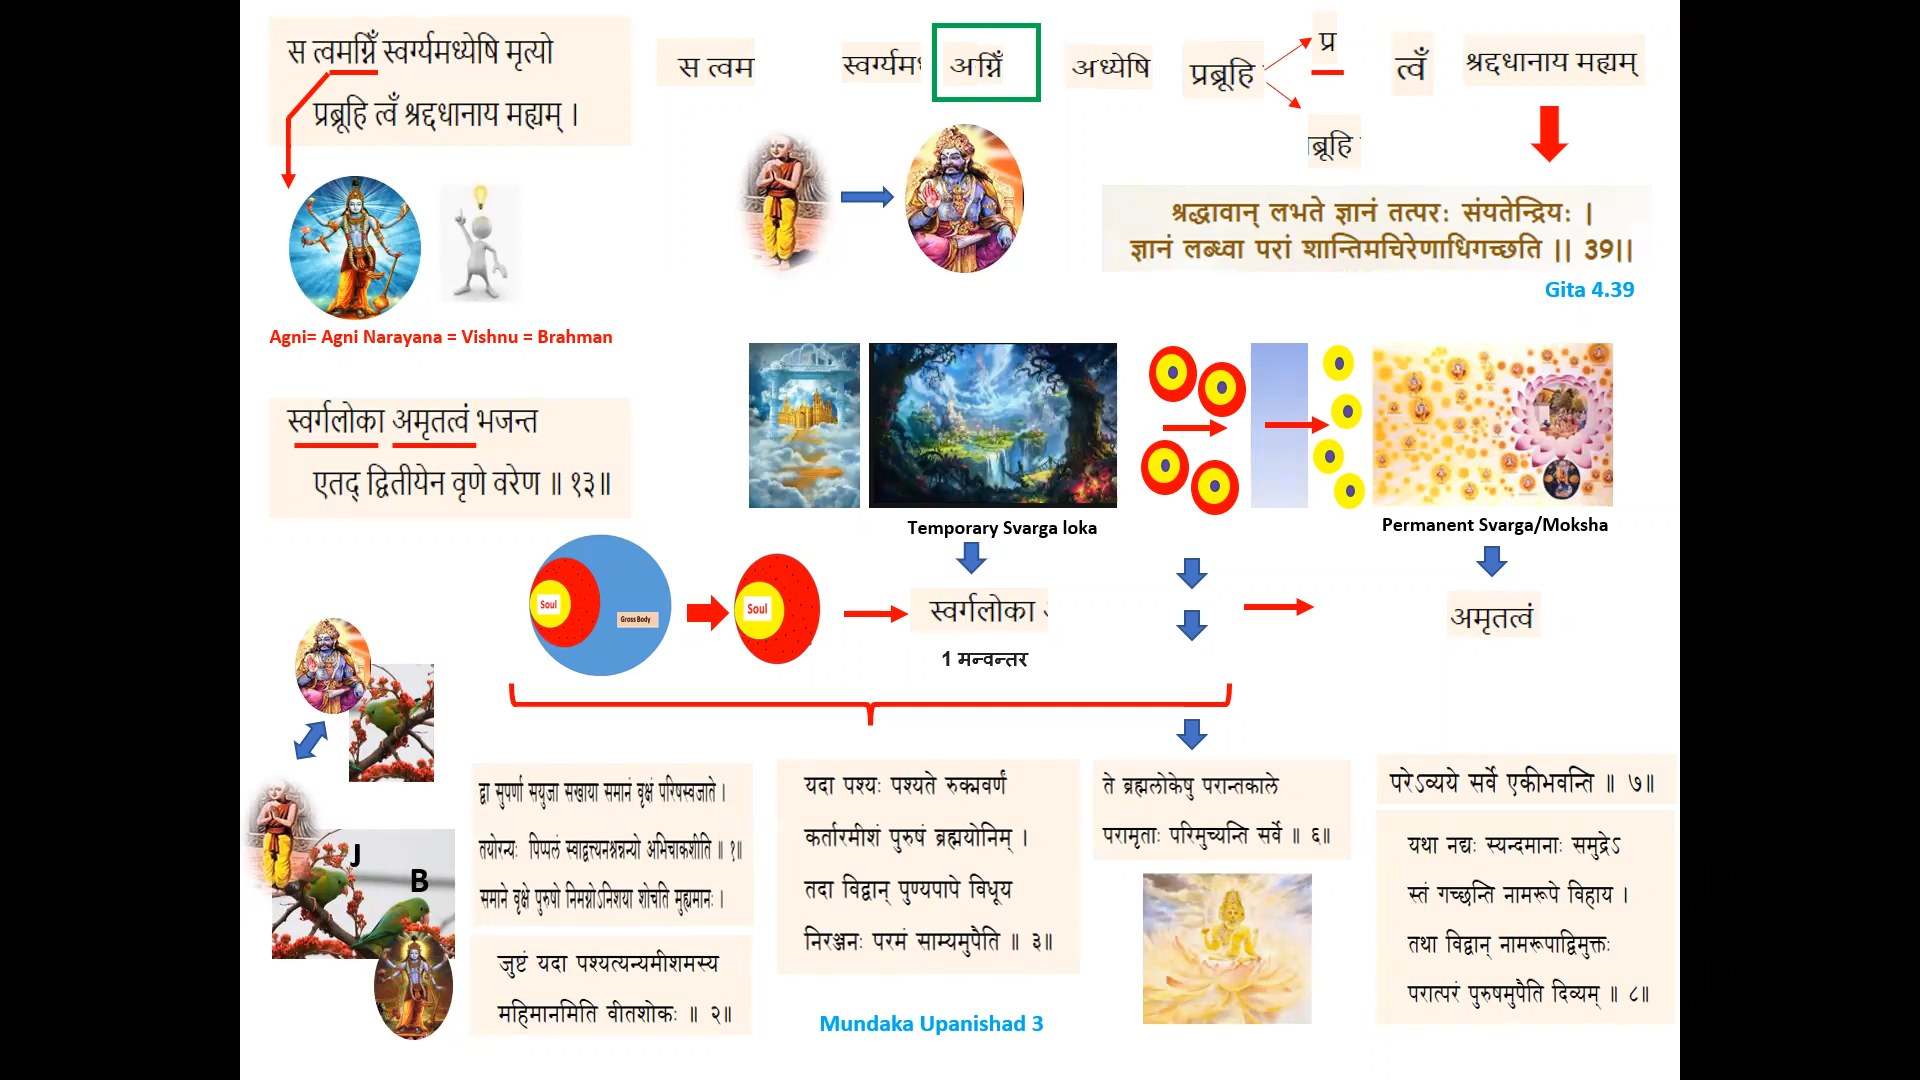 स त्वमग्निँ स्वर्ग्यमध्येषि मृत्यो
प्रब्रूहि त्वँ श्रद्दधानाय मह्यम् ।
स त्वम
स्वर्ग्यम
अग्निँ
अध्येषि
प्रब्रूहि
प्र
ब्रूहि
त्वँ
श्रद्दधानाय मह्यम्
श्रद्धावान् लभते ज्ञानं तत्परः संयतेन्द्रियः |
ज्ञानं लब्ध्वा परां शान्तिमचिरेणाधिगच्छति || 39||
Gita 4.39
Agni= Agni Narayana = Vishnu = Brahman
स्वर्गलोका अमृतत्वं भजन्त
एतद् द्वितीयेन वृणे वरेण ॥ १३॥
Temporary Svarga loka
Permanent Svarga/Moksha
Soul
Gross Body
Soul
स्वर्गलोका
1 मन्वन्तर
अमृतत्वं
J
B
द्वा सुपर्णा सयुजा सखाया समानं वृक्षं परिषस्वजाते ।
तयोरन्यः पिप्पलं स्वाद्वत्त्यनश्नन्नन्यो अभिचाकशीति ॥ १॥
समाने वृक्षे पुरुषो निमग्नोऽनिशया शोचति मुह्यमानः ।
जुष्टं यदा पश्यत्यन्यमीशमस्य
महिमानमिति वीतशोकः ॥ २॥
यदा पश्यः पश्यते रुक्मवर्णं
कर्तारमीशं पुरुषं ब्रह्मयोनिम् ।
तदा विद्वान् पुण्यपापे विधूय
निरञ्जनः परमं साम्यमुपैति ॥ ३॥
Mundaka Upanishad 3
ते ब्रह्मलोकेषु परान्तकाले
परामृताः परिमुच्यन्ति सर्वे ॥ ६॥
परेऽव्यये सर्वे एकीभवन्ति ॥ ७॥
यथा नद्यः स्यन्दमानाः समुद्रेऽ
स्तं गच्छन्ति नामरूपे विहाय ।
तथा विद्वान् नामरूपाद्विमुक्तः
परात्परं पुरुषमुपैति दिव्यम् ॥ ८॥